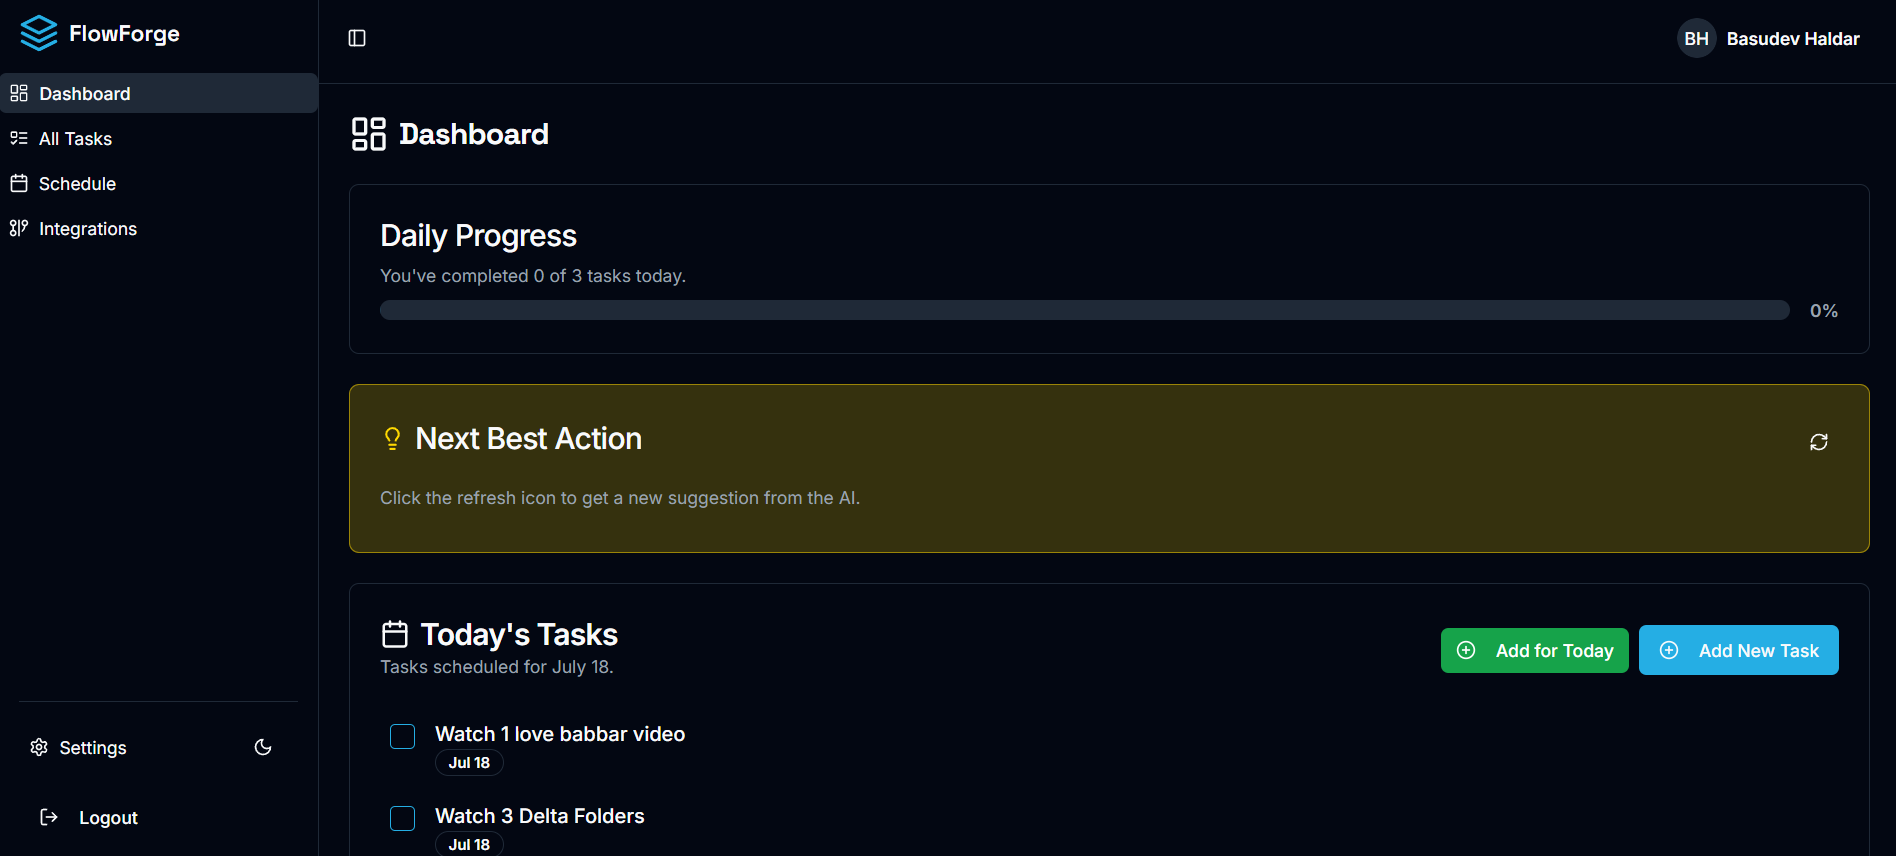 FlowForge
BH Basudev Haldar
Dashboard
All Tasks
Schedule
Integrations
Settings
Logout
Dashboard
Daily Progress
You've completed 0 of 3 tasks today.
0%
Next Best Action
Click the refresh icon to get a new suggestion from the AI.
Today's Tasks
Tasks scheduled for July 18.
Add for Today
Add New Task
Watch 1 love babbar video
Jul 18
Watch 3 Delta Folders
Jul 18